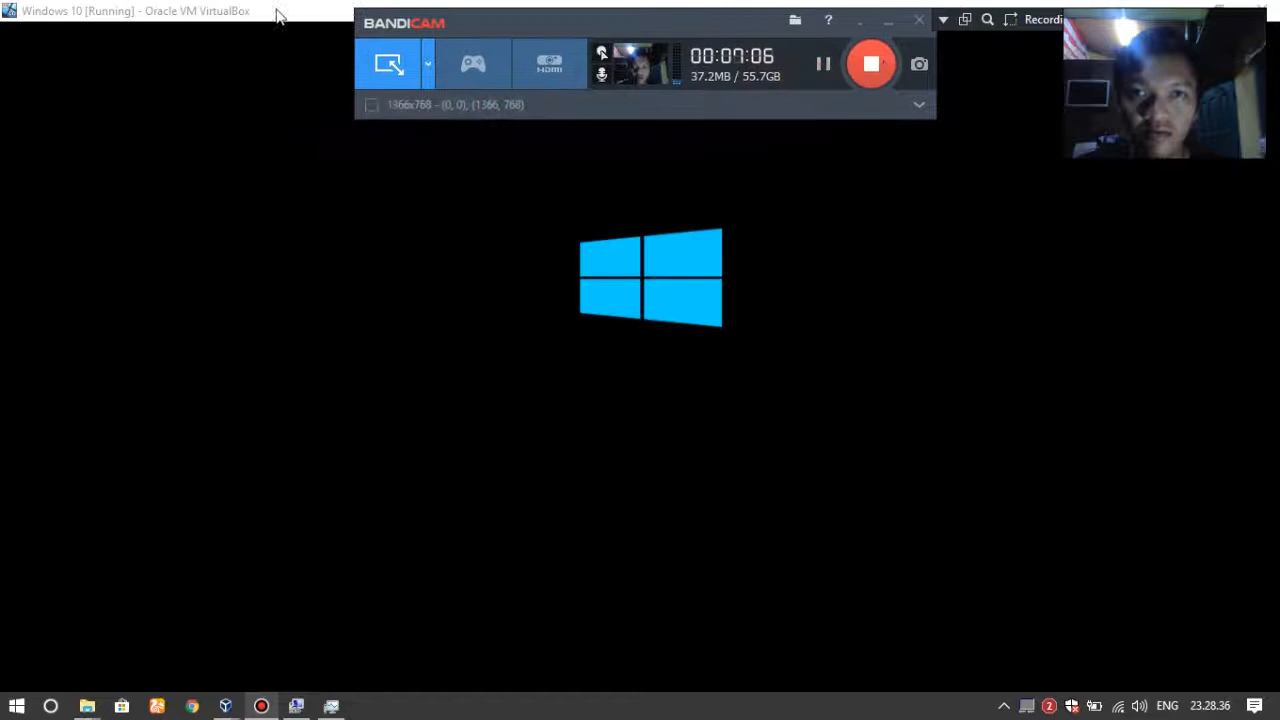 Windows 10 [Running] - Oracle VM VirtualBox
BANDICAM
?
Recordi
HDMI
00:07:06
37.2MB / 55.7GB
1366x768 - (0, 0), (1366, 768)
2
ENG
23.28.36